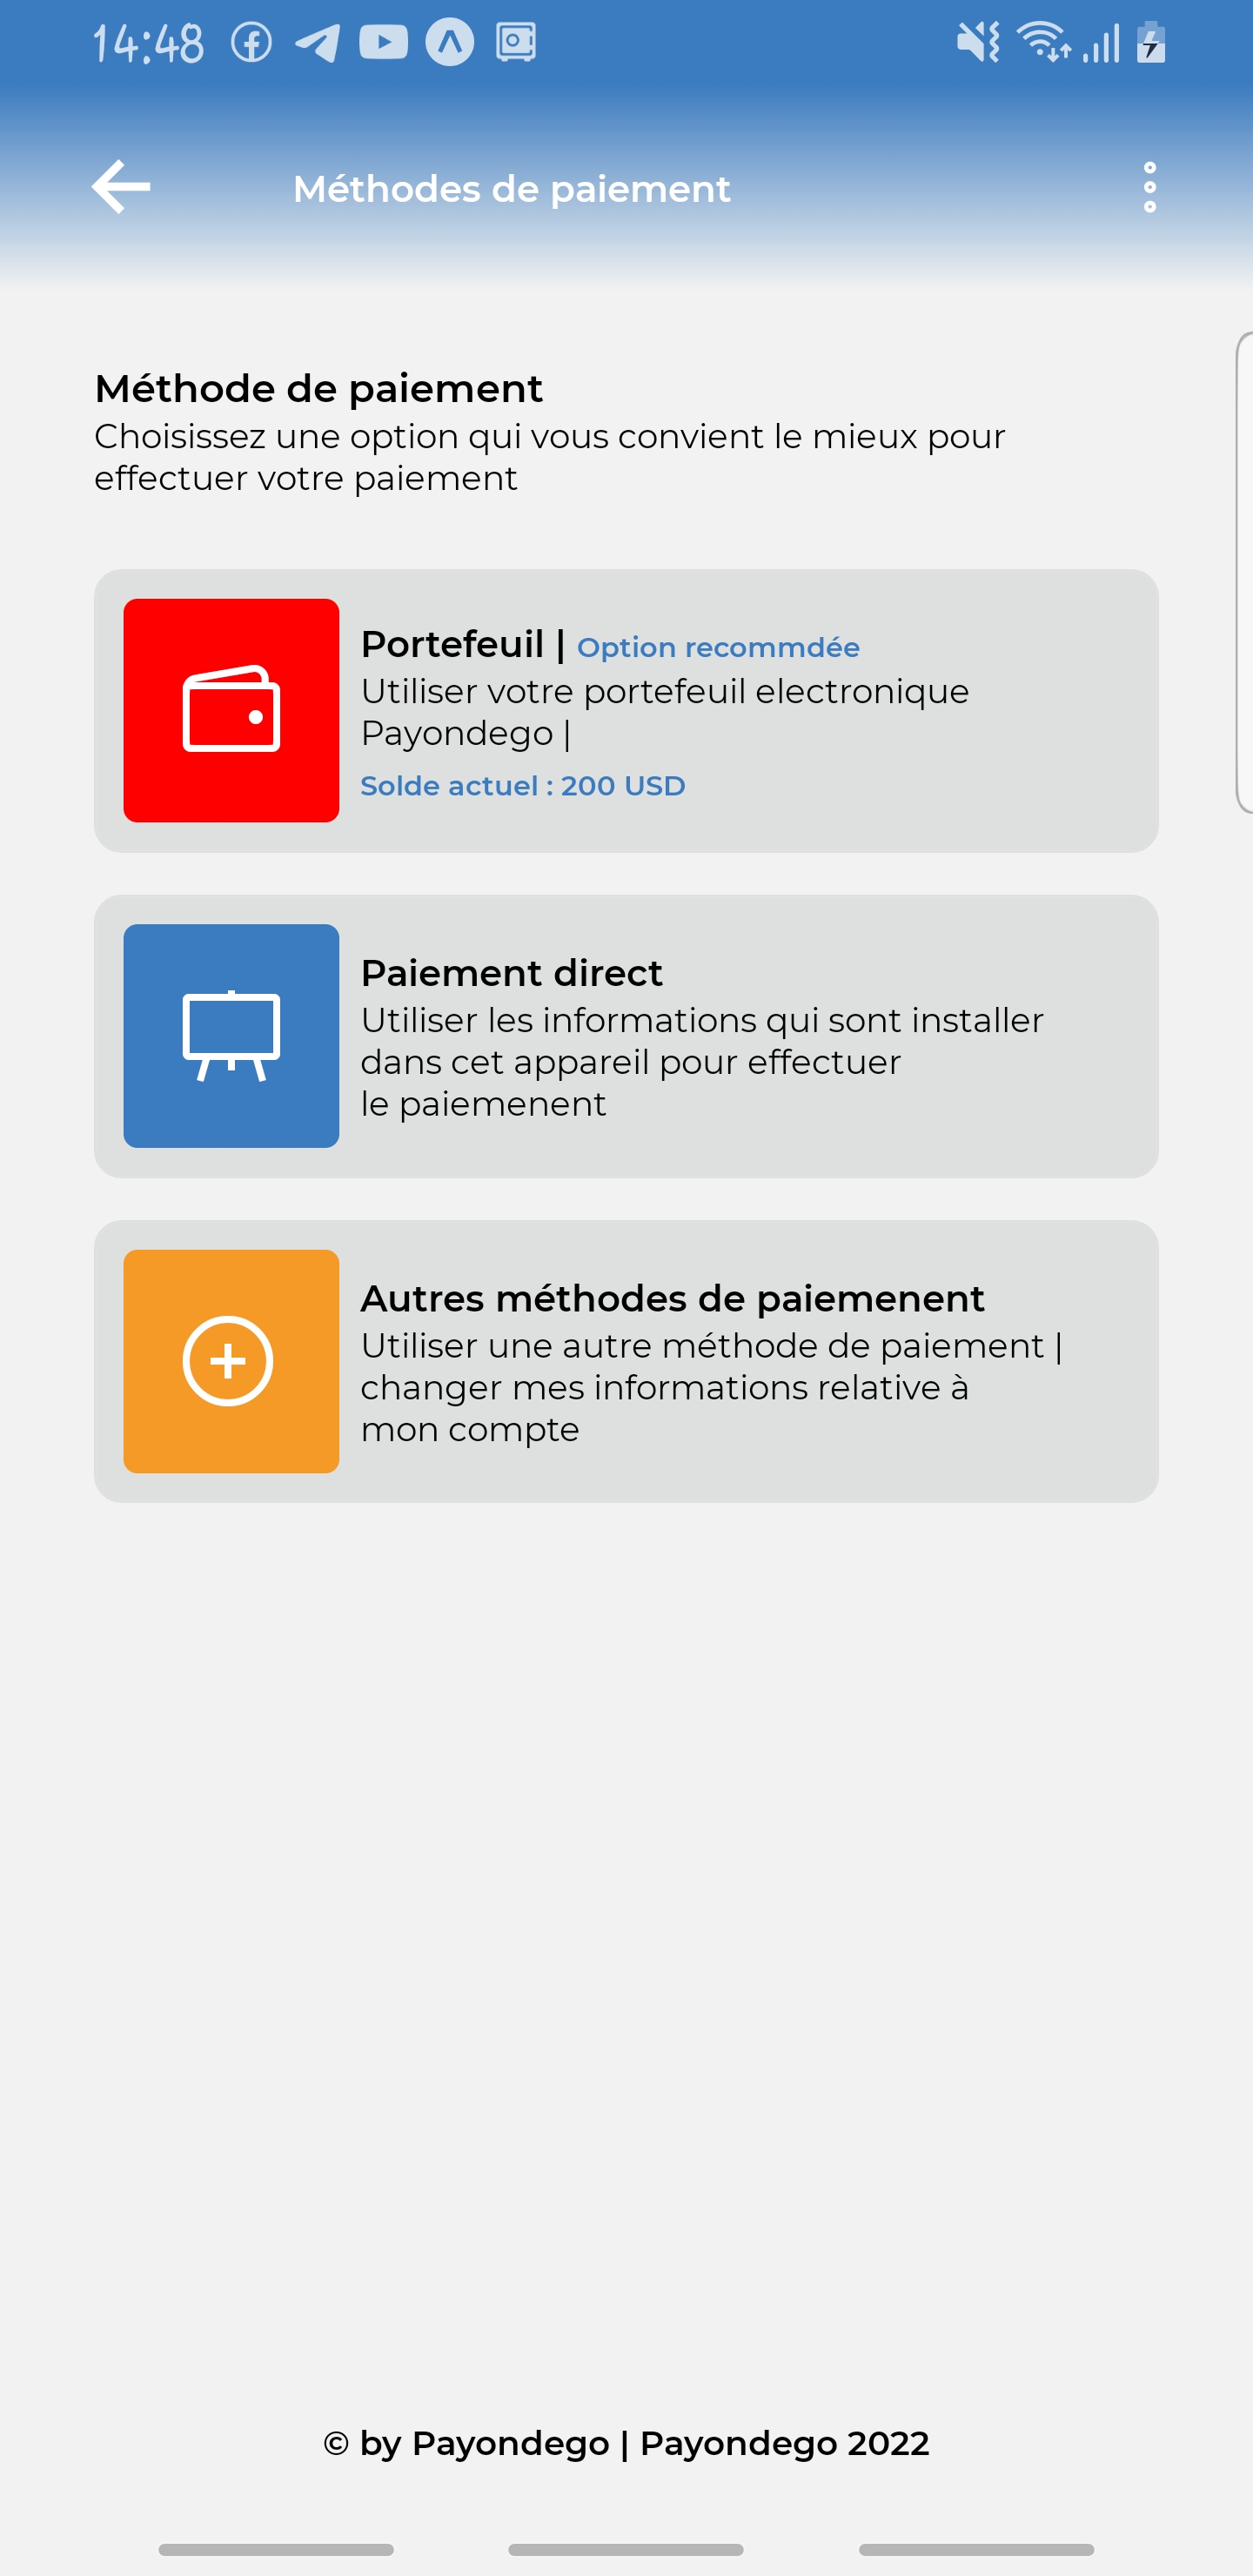 14:48
Méthodes de paiement
Méthode de paiement
Choisissez une option qui vous convient le mieux pour
effectuer votre paiement
Portefeuil | Option recommdée
Utiliser votre portefeuil electronique
Payondego |
Solde actuel : 200 USD
Paiement direct
Utiliser les informations qui sont installer
dans cet appareil pour effectuer
le paiemenent
Autres méthodes de paiemenent
Utiliser une autre méthode de paiement |
changer mes informations relative à
mon compte
© by Payondego | Payondego 2022